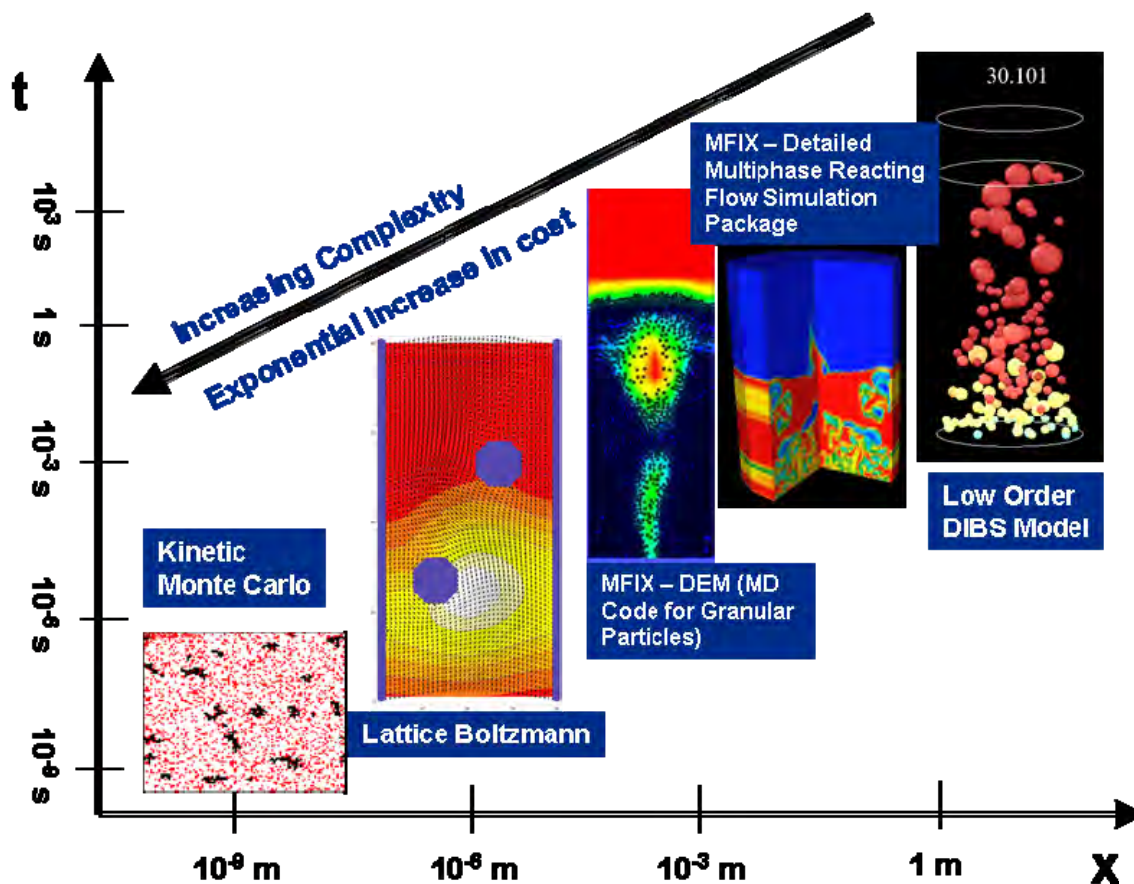 t
30.101
MFIX – Detailed
Multiphase Reacting
Flow Simulation
Package
10³ s
Increasing Complexity
Exponential increase in cost
1 s
10⁻³ s
Low Order
DIBS Model
Kinetic
Monte Carlo
MFIX – DEM (MD
Code for Granular
Particles)
10⁻⁶ s
Lattice Boltzmann
10⁻⁹ s
10⁻⁹ m
10⁻⁶ m
10⁻³ m
1 m
X